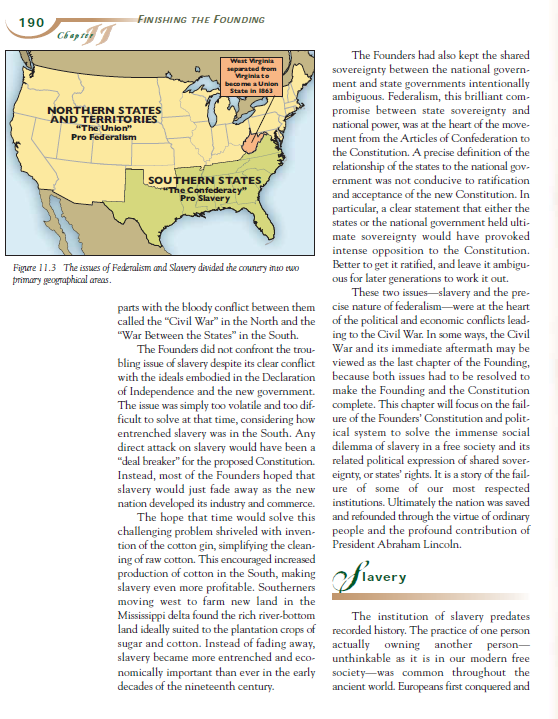 190
FINISHING THE FOUNDING
Chapter 11
West Virginia
separated from
Virginia to
become a Union
State in 1863
NORTHERN STATES
AND TERRITORIES
"The Union"
Pro Federalism
SOUTHERN STATES
"The Confederacy"
Pro Slavery
Figure 11.3 The issues of Federalism and Slavery divided the country into two
primary geographical areas.
parts with the bloody conflict between them
called the "Civil War" in the North and the
"War Between the States" in the South.
The Founders did not confront the trou-
bling issue of slavery despite its clear conflict
with the ideals embodied in the Declaration
of Independence and the new government.
The issue was simply too volatile and too dif-
ficult to solve at that time, considering how
entrenched slavery was in the South. Any
direct attack on slavery would have been a
"deal breaker" for the proposed Constitution.
Instead, most of the Founders hoped that
slavery would just fade away as the new
nation developed its industry and commerce.
The hope that time would solve this
challenging problem shriveled with inven-
tion of the cotton gin, simplifying the clean-
ing of raw cotton. This encouraged increased
production of cotton in the South, making
slavery even more profitable. Southerners
moving west to farm new land in the
Mississippi delta found the rich river-bottom
land ideally suited to the plantation crops of
sugar and cotton. Instead of fading away,
slavery became more entrenched and eco-
nomically important than ever in the early
decades of the nineteenth century.
The Founders had also kept the shared
sovereignty between the national govern-
ment and state governments intentionally
ambiguous. Federalism, this brilliant com-
promise between state sovereignty and
national power, was at the heart of the move-
ment from the Articles of Confederation to
the Constitution. A precise definition of the
relationship of the states to the national gov-
ernment was not conducive to ratification
and acceptance of the new Constitution. In
particular, a clear statement that either the
states or the national government held ulti-
mate sovereignty would have provoked
intense opposition to the Constitution.
Better to get it ratified, and leave it ambigu-
ous for later generations to work it out.
These two issues—slavery and the pre-
cise nature of federalism—were at the heart
of the political and economic conflicts lead-
ing to the Civil War. In some ways, the Civil
War and its immediate aftermath may be
viewed as the last chapter of the Founding,
because both issues had to be resolved to
make the Founding and the Constitution
complete. This chapter will focus on the fail-
ure of the Founders' Constitution and polit-
ical system to solve the immense social
dilemma of slavery in a free society and its
related political expression of shared sover-
eignty, or states' rights. It is a story of the fail-
ure of some of our most respected
institutions. Ultimately the nation was saved
and refounded through the virtue of ordinary
people and the profound contribution of
President Abraham Lincoln.
Slavery
The institution of slavery predates
recorded history. The practice of one person
actually owning another person—
unthinkable as it is in our modern free
society—was common throughout the
ancient world. Europeans first conquered and